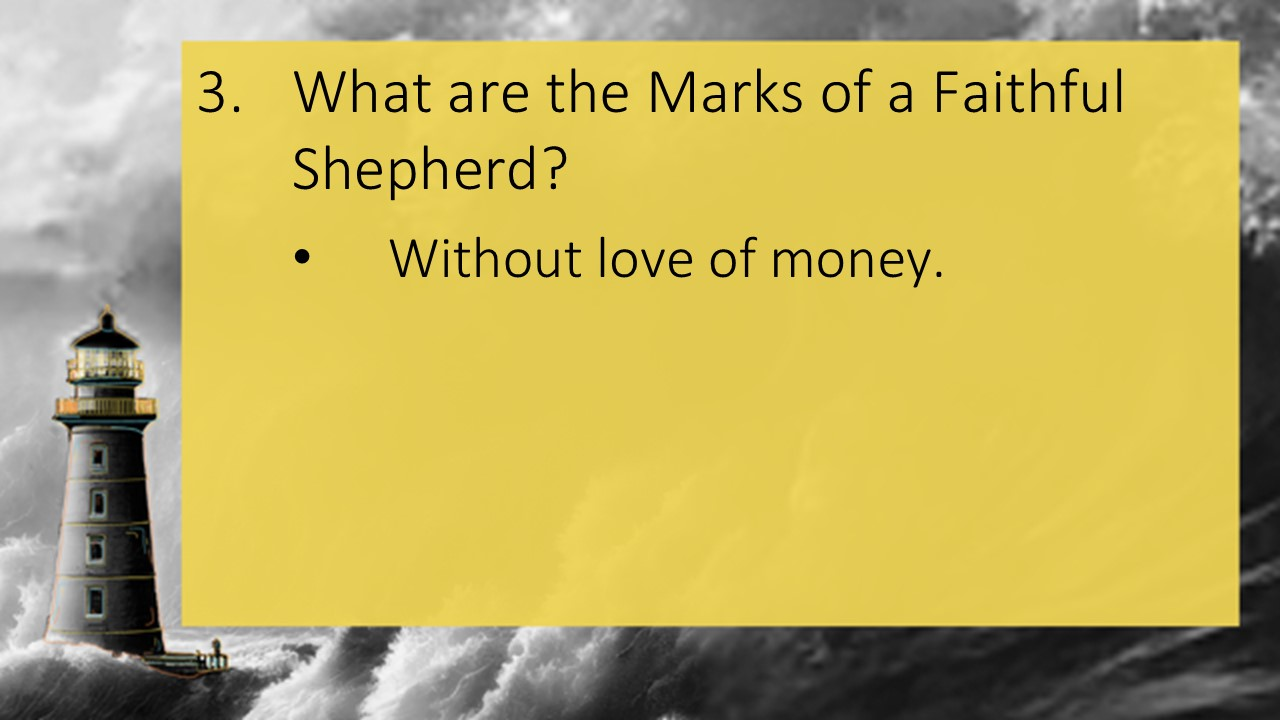 3. What are the Marks of a Faithful
Shepherd?
• Without love of money.